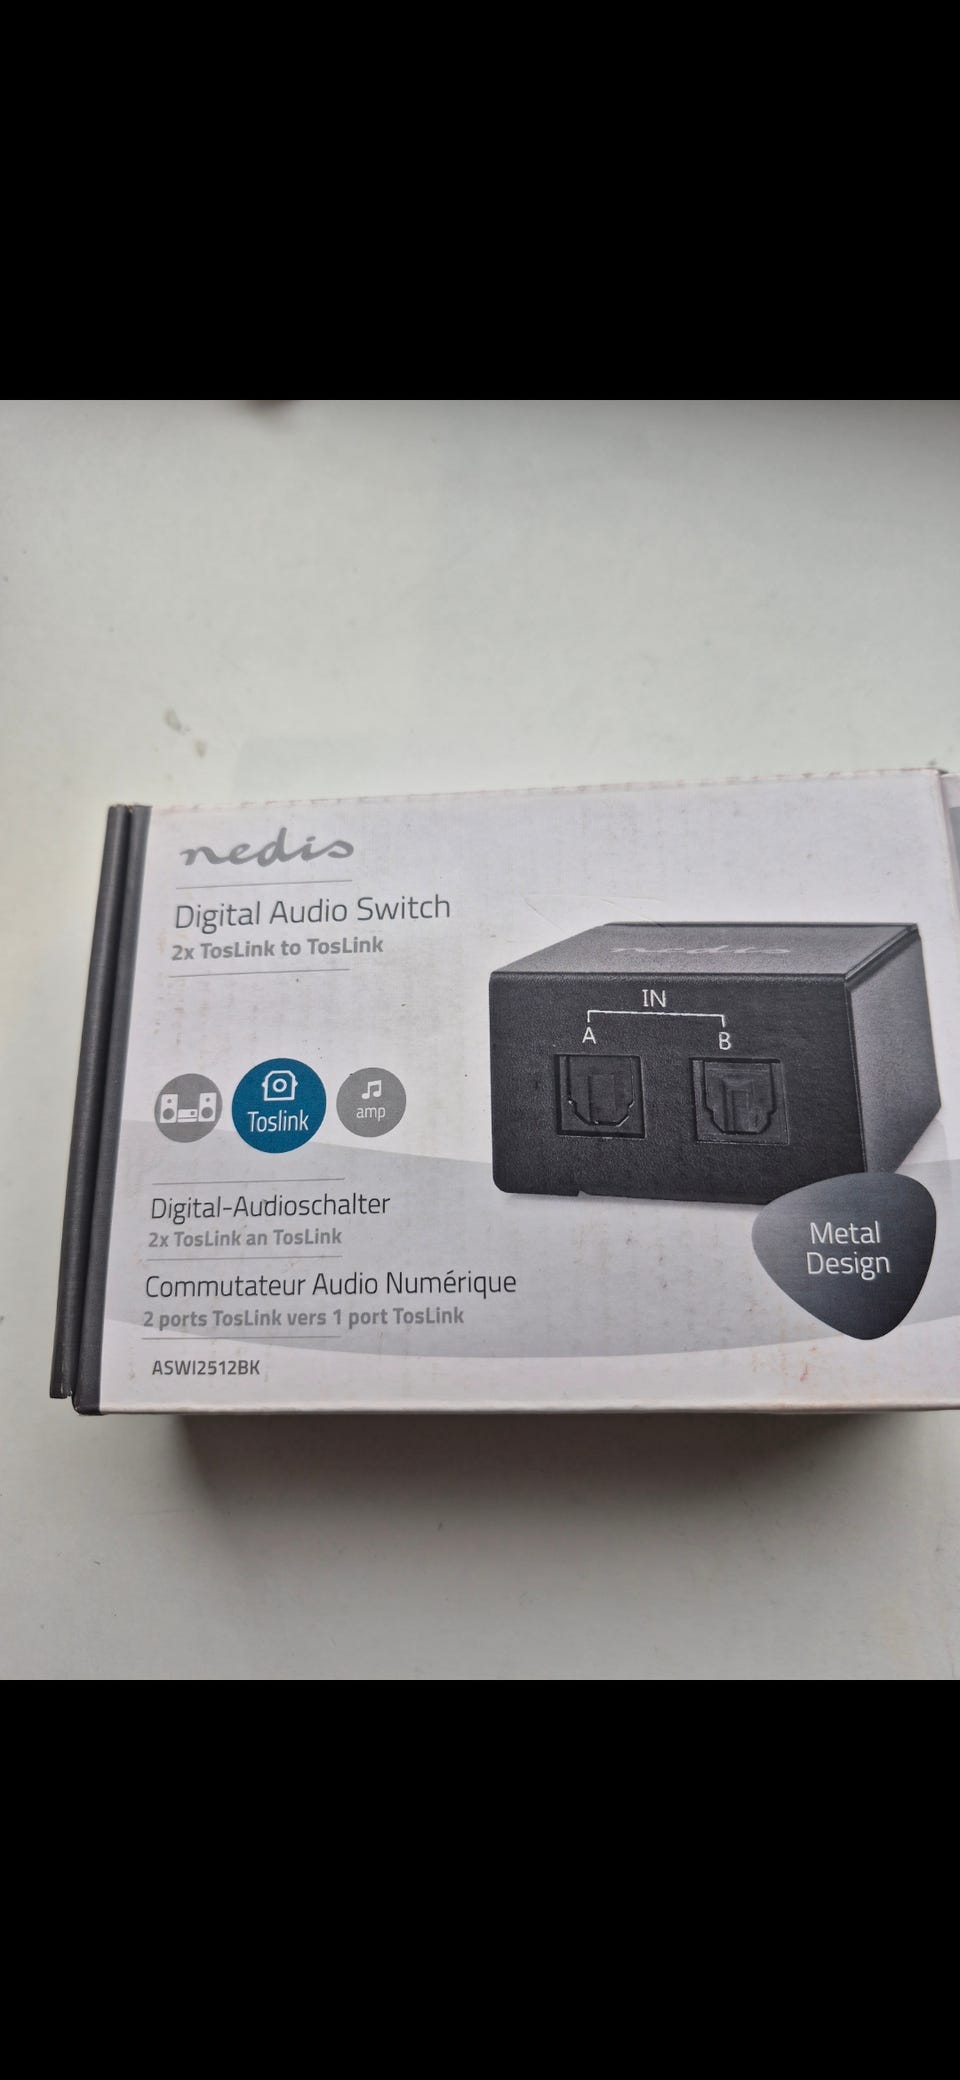 nedis
Digital Audio Switch
2x TosLink to TosLink
nedis
IN
A B
Toslink
amp
Digital-Audioschalter
2x TosLink an TosLink
Commutateur Audio Numérique
2 ports TosLink vers 1 port TosLink
ASWI2512BK
Metal
Design